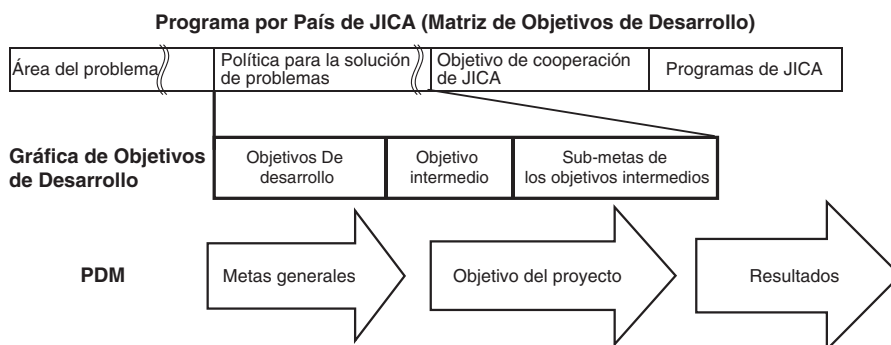 Programa por País de JICA (Matriz de Objetivos de Desarrollo)
Área del problema
Política para la solución
de problemas
Objetivo de cooperación
de JICA
Programas de JICA
Gráfica de Objetivos
de Desarrollo
Objetivos De
desarrollo
Objetivo
intermedio
Sub-metas de
los objetivos intermedios
PDM
Metas generales
Objetivo del proyecto
Resultados